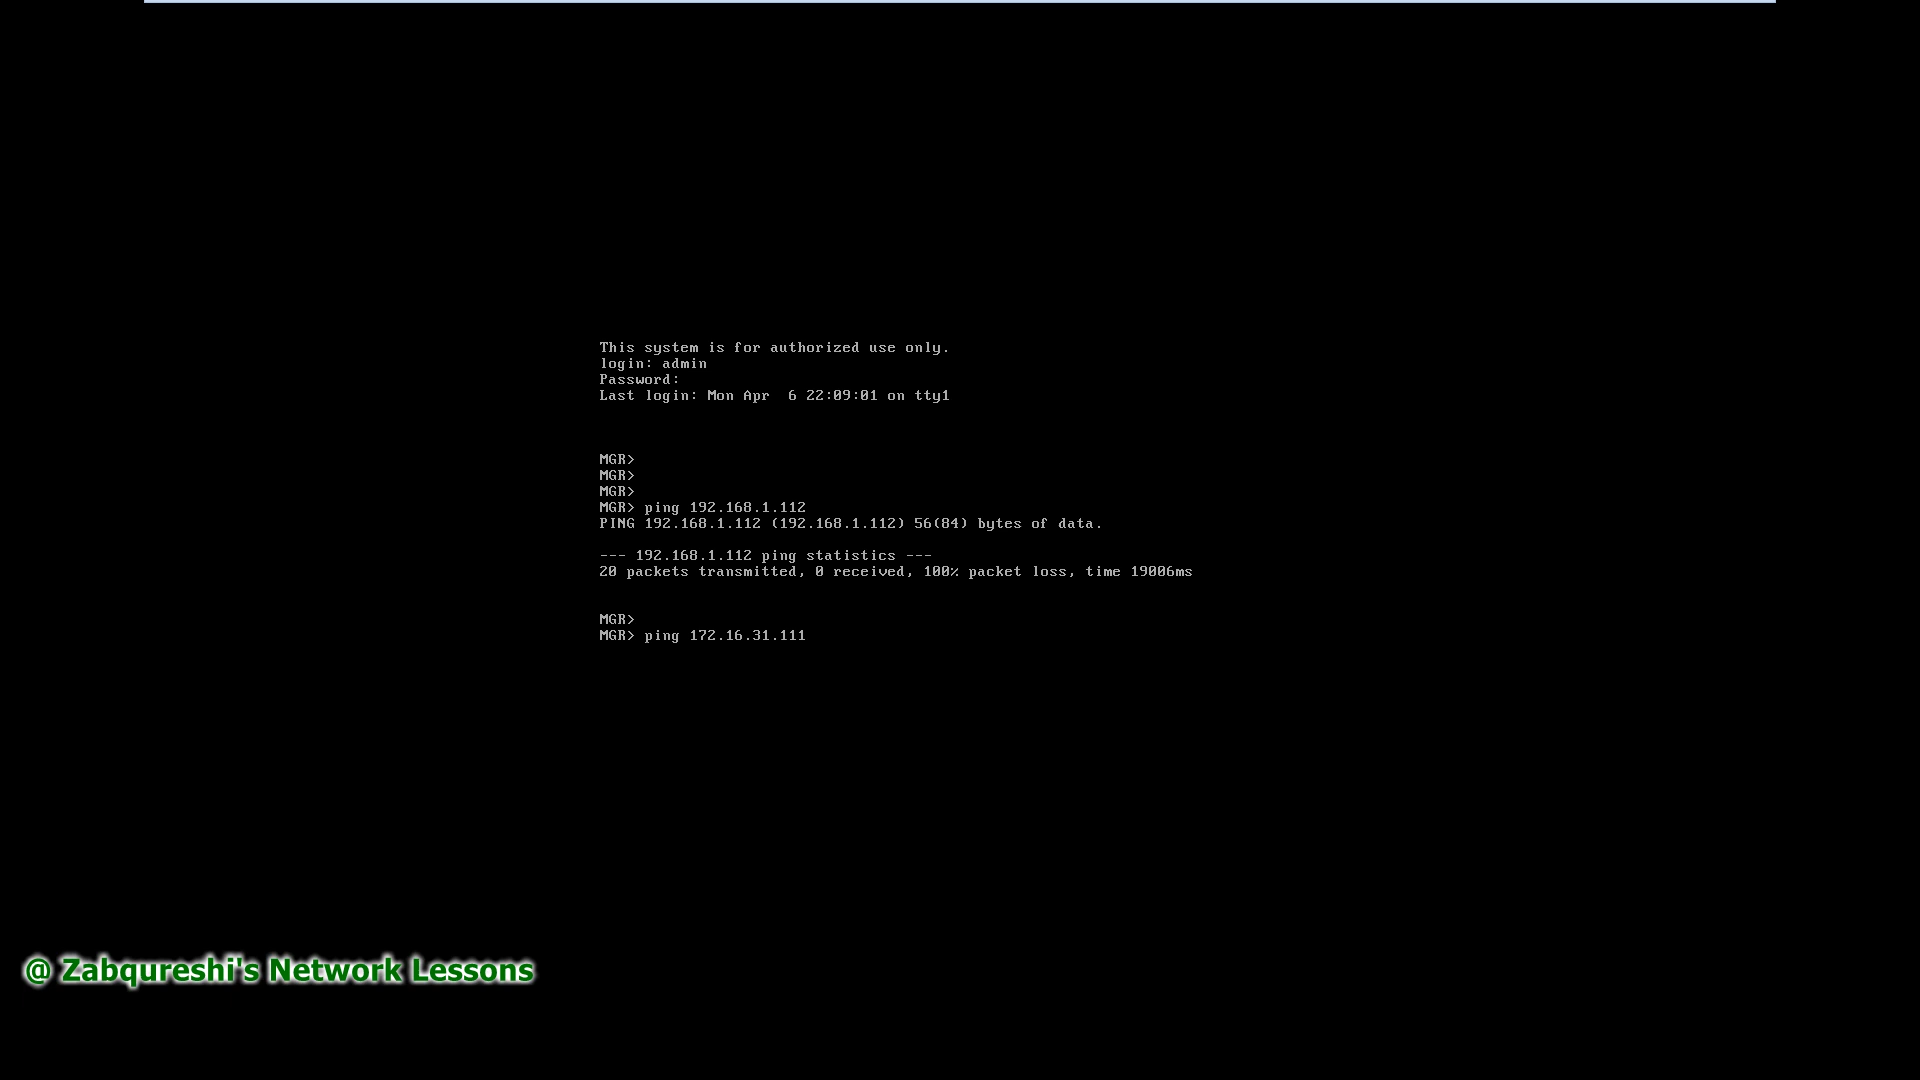 This system is for authorized use only.
login: admin
Password:
Last login: Mon Apr  6 22:09:01 on tty1
MGR>
MGR>
MGR>
MGR> ping 192.168.1.112
PING 192.168.1.112 (192.168.1.112) 56(84) bytes of data.
--- 192.168.1.112 ping statistics ---
20 packets transmitted, 0 received, 100% packet loss, time 19006ms
MGR>
MGR> ping 172.16.31.111
@ Zabqureshi's Network Lessons